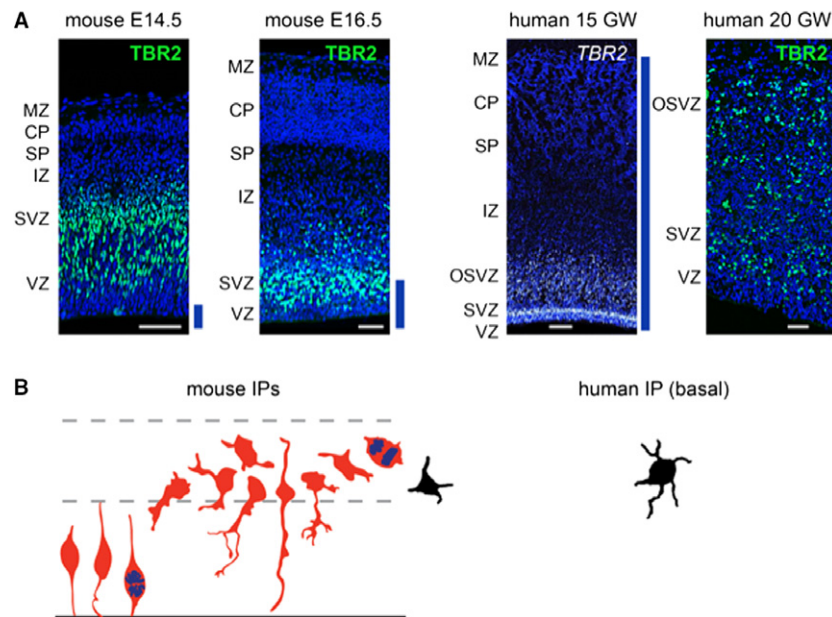 A
mouse E14.5
mouse E16.5
human 15 GW
human 20 GW
TBR2
MZ
CP
SP
IZ
SVZ
VZ
TBR2
MZ
CP
SP
IZ
SVZ
VZ
TBR2
MZ
CP
SP
IZ
OSVZ
SVZ
VZ
TBR2
OSVZ
SVZ
VZ
B
mouse IPs
human IP (basal)